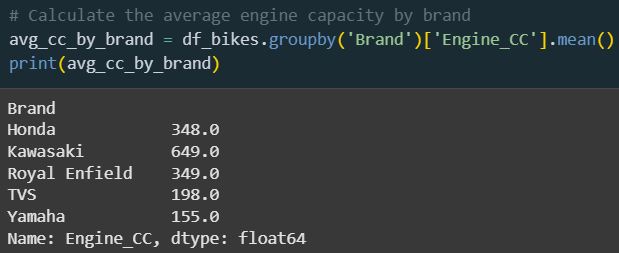 # Calculate the average engine capacity by brand
avg_cc_by_brand = df_bikes.groupby('Brand')['Engine_CC'].mean()
print(avg_cc_by_brand)
Brand
Honda            348.0
Kawasaki         649.0
Royal Enfield    349.0
TVS              198.0
Yamaha           155.0
Name: Engine_CC, dtype: float64